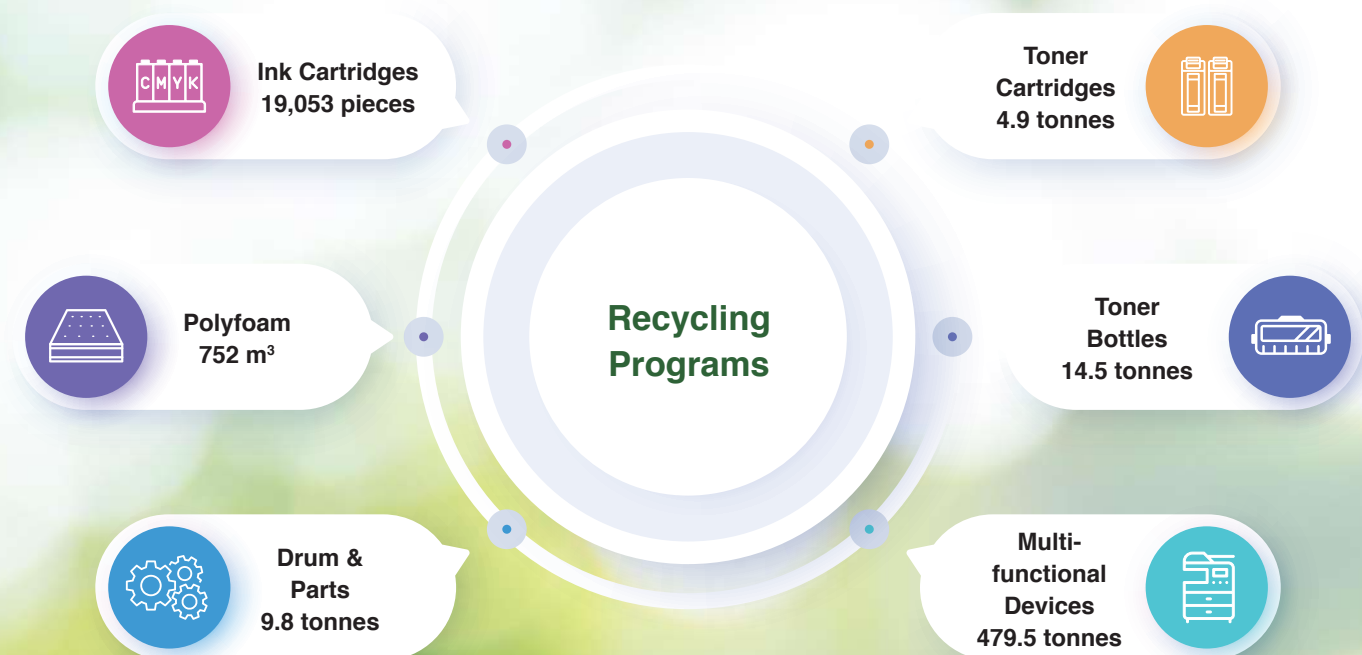 Ink Cartridges
19,053 pieces
Toner
Cartridges
4.9 tonnes
CMYK
Polyfoam
752 m³
Recycling
Programs
Toner
Bottles
14.5 tonnes
Drum &
Parts
9.8 tonnes
Multi-
functional
Devices
479.5 tonnes